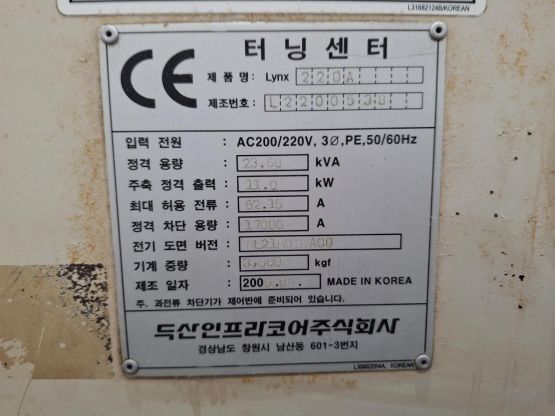 L31682124B/KOREAN
CE
터닝센터
제품명: Lynx 220A
제조번호: L2200538
입력 전원 : AC200/220V, 3Ø,PE,50/60Hz
정격 용량 : 23.68 kVA
주축 정격 출력 : 11.0 kW
최대 허용 전류 : 62.15 A
정격 차단 용량 : 17000 A
전기 도면 버전 :
기계 중량 : kgf
제조 일자 : MADE IN KOREA
주. 과전류 차단기가 제어반에 준비되어 있습니다.
두산인프라코어주식회사
경상남도 창원시 남산동 601-3번지
L30682094A, KOREAN